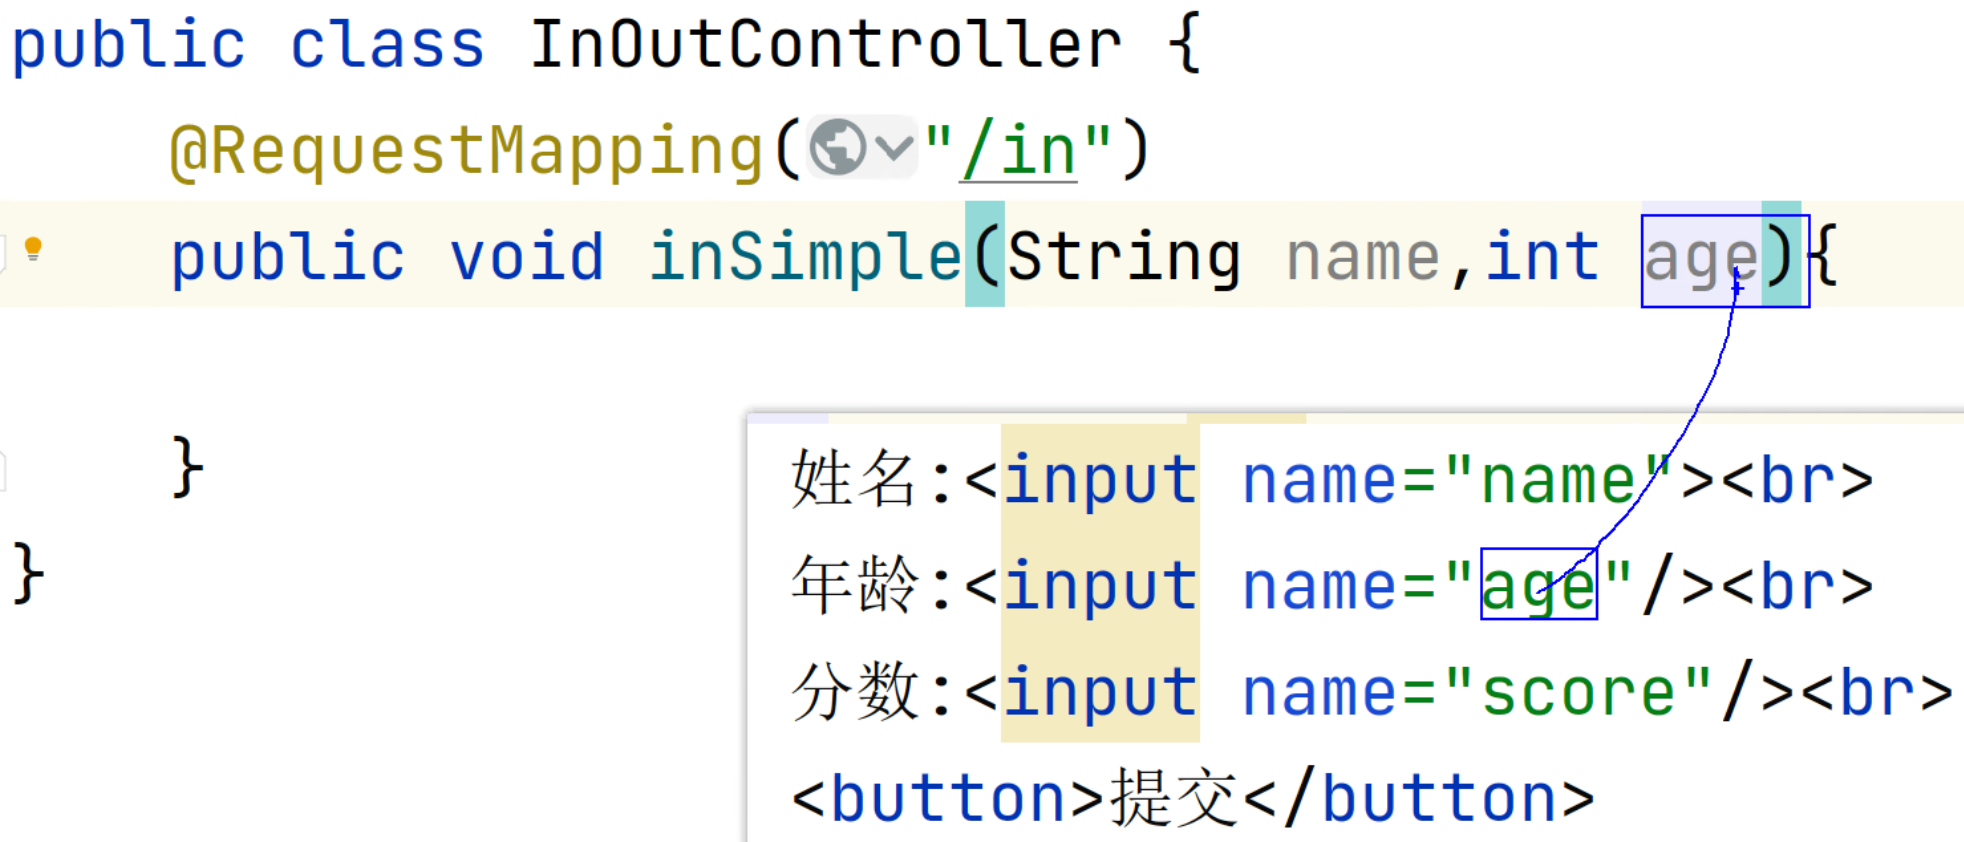 public class InOutController {
@RequestMapping("/in")
public void inSimple(String name,int age){
}
}
姓名:<input name="name"><br>
年龄:<input name="age"/><br>
分数:<input name="score"/><br>
<button>提交</button>